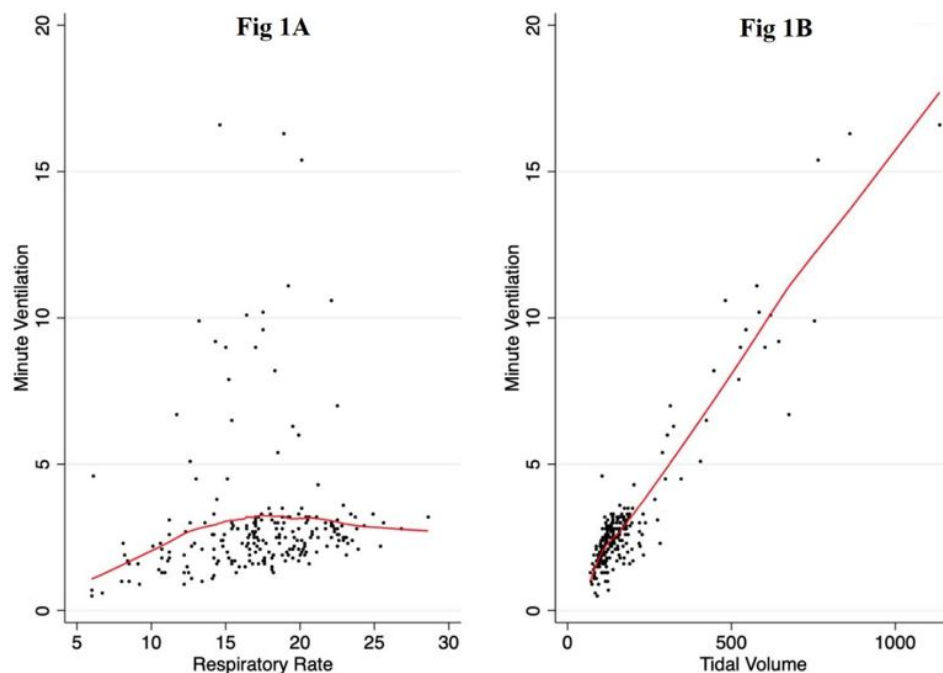 Fig 1A
20
15
10
5
0
Minute Ventilation
5 10 15 20 25 30
Respiratory Rate
Fig 1B
20
15
10
5
0
Minute Ventilation
0 500 1000
Tidal Volume